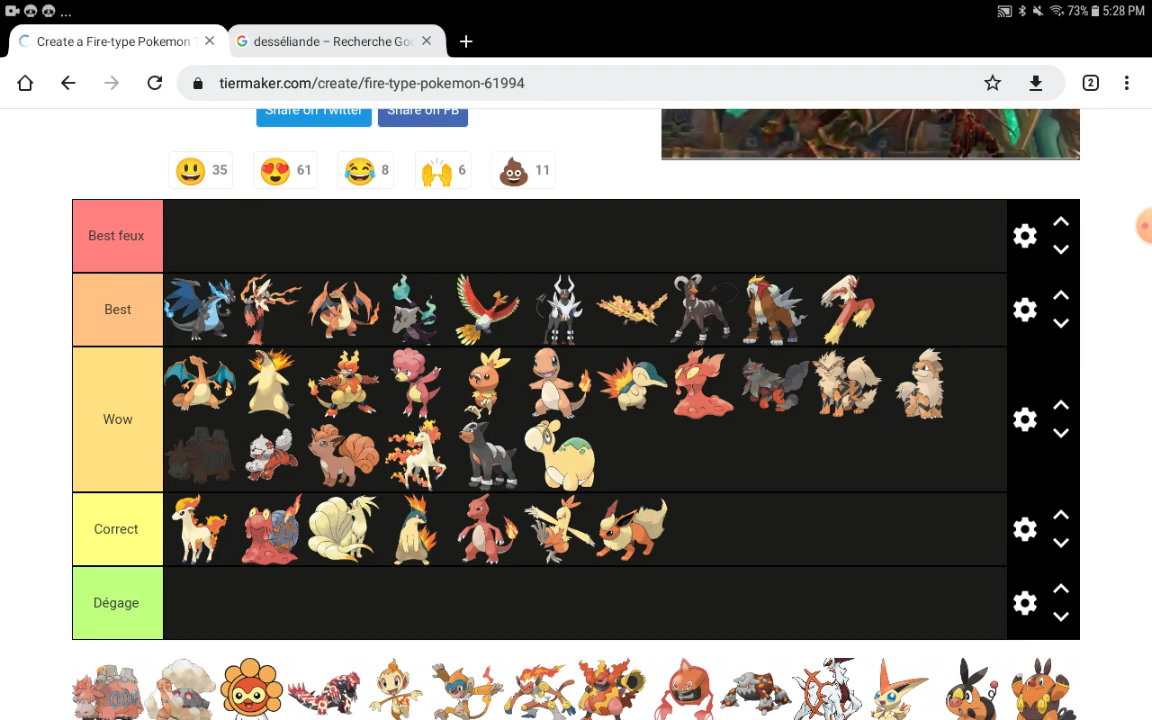 ... 73% 5:28 PM
Create a Fire-type Pokemon T
desséliande – Recherche Goo
tiermaker.com/create/fire-type-pokemon-61994
2
Share on Twitter Share on FB
35 61 8 6 11
Best feux
Best
Wow
Correct
Dégage